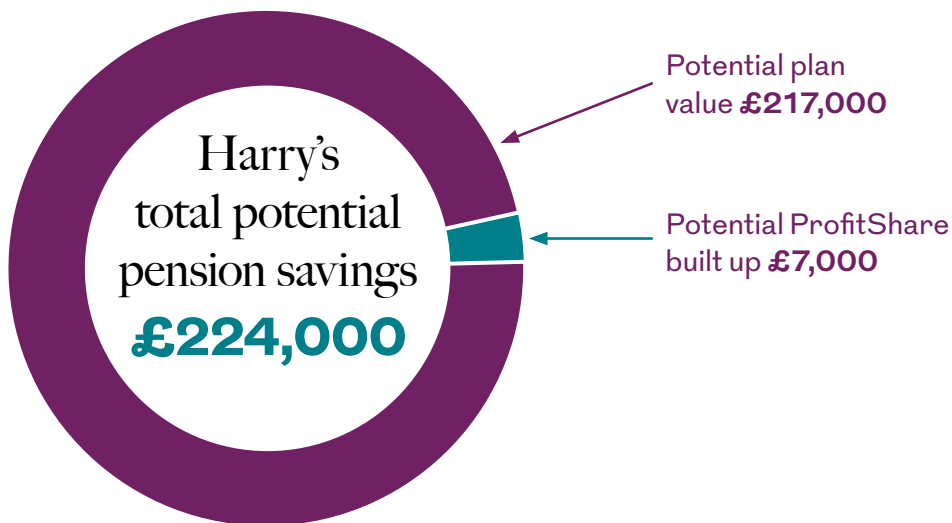 Harry’s
total potential
pension savings
£224,000
Potential plan
value £217,000
Potential ProfitShare
built up £7,000